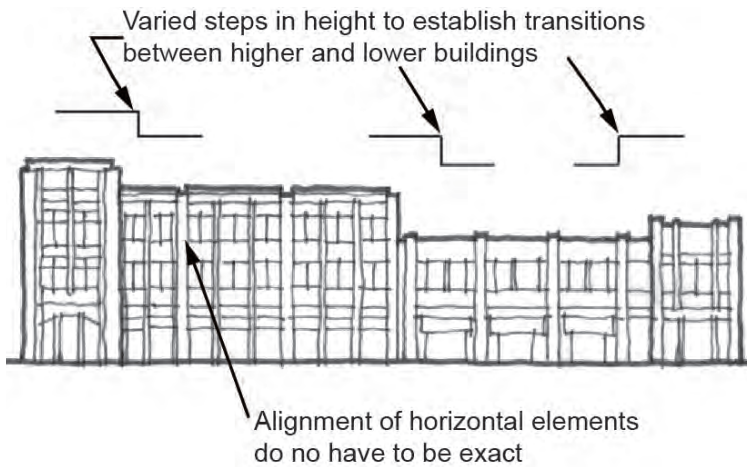 Varied steps in height to establish transitions
between higher and lower buildings
Alignment of horizontal elements
do no have to be exact